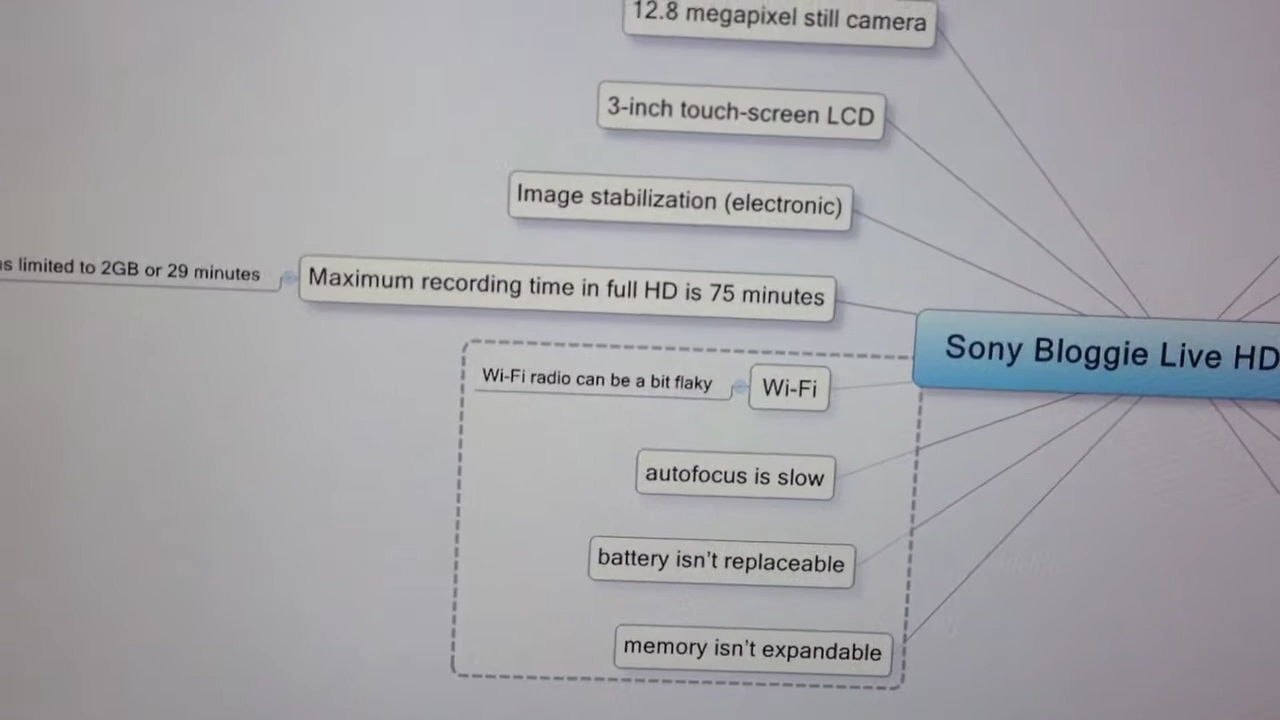 12.8 megapixel still camera
3-inch touch-screen LCD
Image stabilization (electronic)
limited to 2GB or 29 minutes
Maximum recording time in full HD is 75 minutes
Sony Bloggie Live HD
Wi-Fi radio can be a bit flaky
Wi-Fi
autofocus is slow
battery isn’t replaceable
memory isn’t expandable